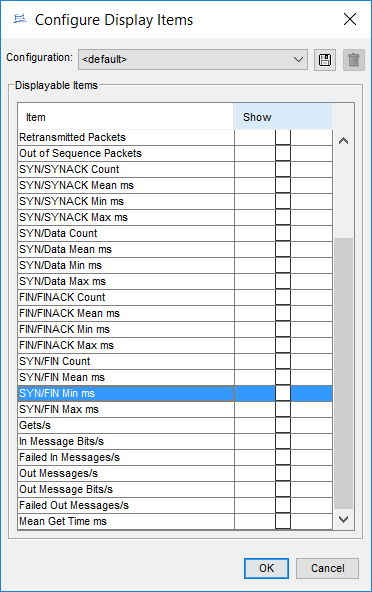 Configure Display Items
Configuration: <default>
Displayable Items
Item Show
Retransmitted Packets
Out of Sequence Packets
SYN/SYNACK Count
SYN/SYNACK Mean ms
SYN/SYNACK Min ms
SYN/SYNACK Max ms
SYN/Data Count
SYN/Data Mean ms
SYN/Data Min ms
SYN/Data Max ms
FIN/FINACK Count
FIN/FINACK Mean ms
FIN/FINACK Min ms
FIN/FINACK Max ms
SYN/FIN Count
SYN/FIN Mean ms
SYN/FIN Min ms
SYN/FIN Max ms
Gets/s
In Message Bits/s
Failed In Messages/s
Out Messages/s
Out Message Bits/s
Failed Out Messages/s
Mean Get Time ms
OK Cancel